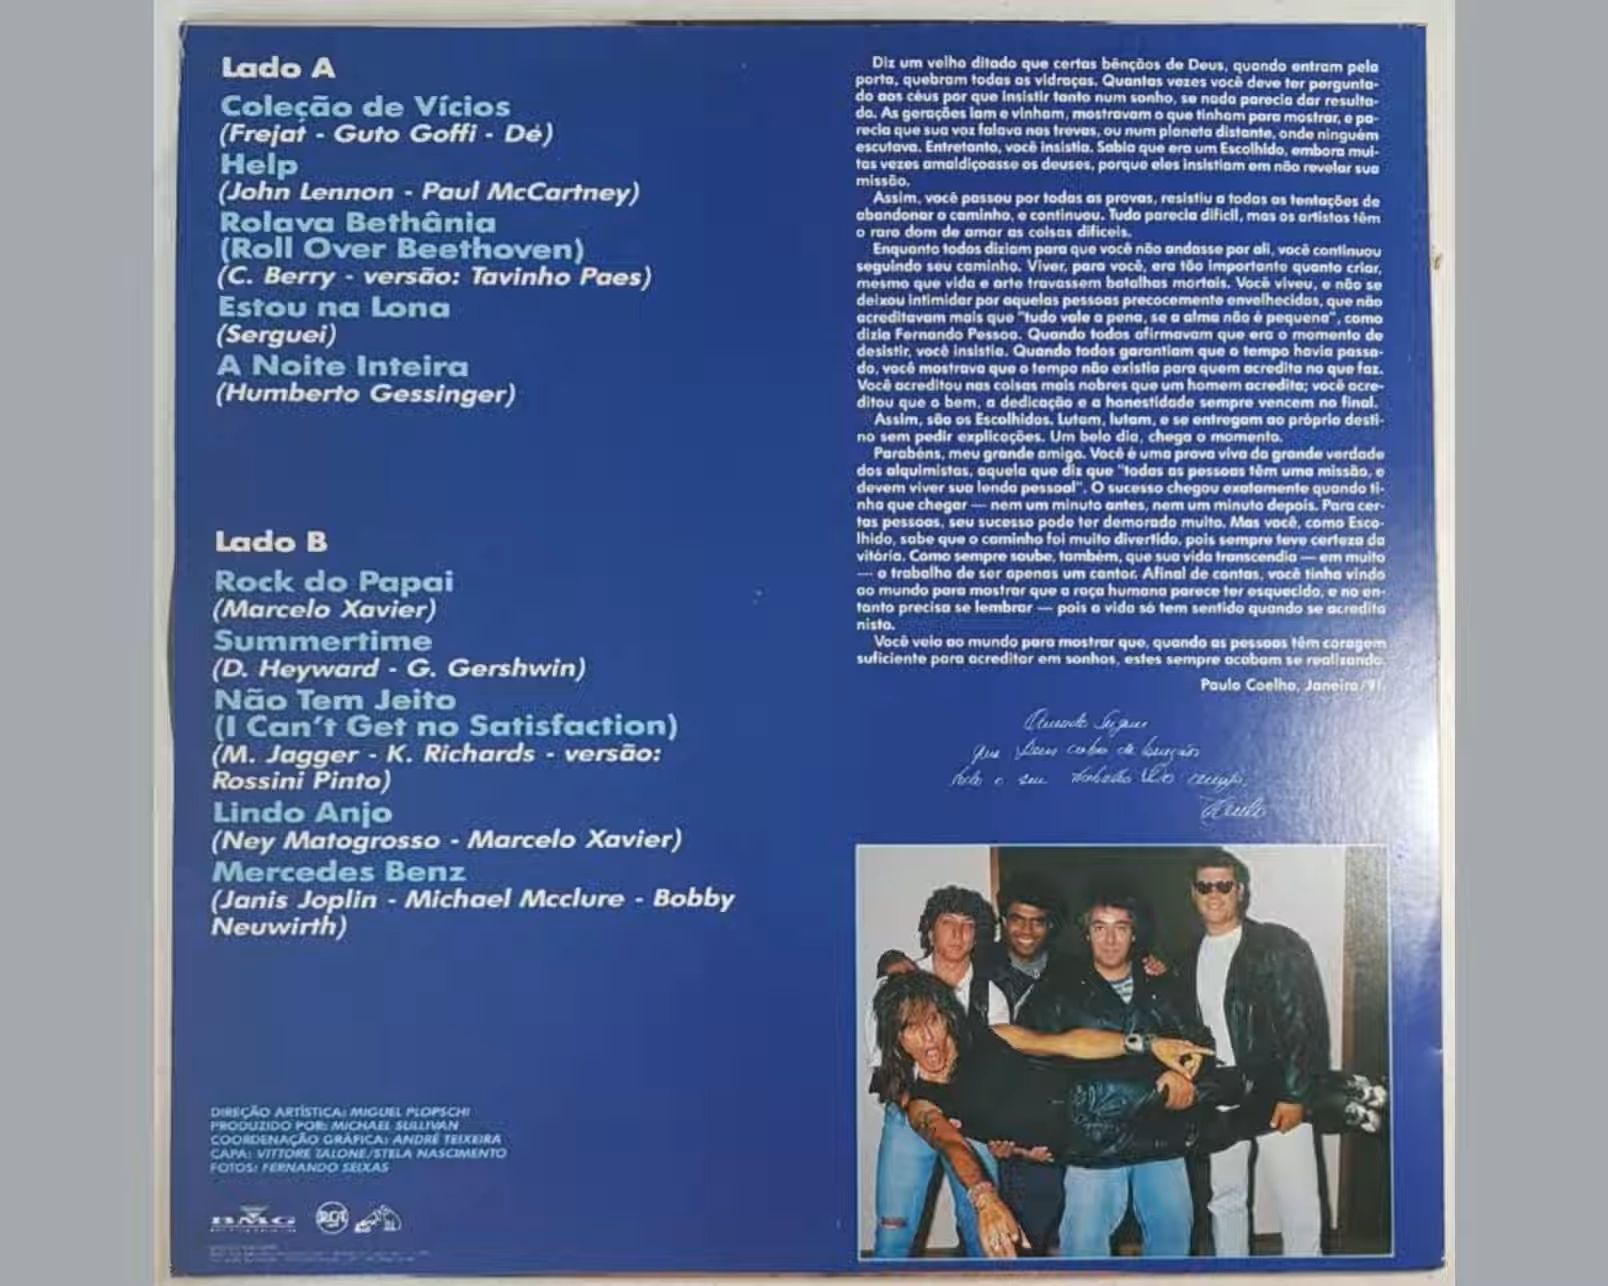 Lado A
Coleção de Vícios
(Frejat - Guto Goffi - Dé)
Help
(John Lennon - Paul McCartney)
Rolava Bethânia
(Roll Over Beethoven)
(C. Berry - versão: Tavinho Paes)
Estou na Lona
(Serguei)
A Noite Inteira
(Humberto Gessinger)
Lado B
Rock do Papai
(Marcelo Xavier)
Summertime
(D. Heyward - G. Gershwin)
Não Tem Jeito
(I Can't Get no Satisfaction)
(M. Jagger - K. Richards - versão:
Rossini Pinto)
Lindo Anjo
(Ney Matogrosso - Marcelo Xavier)
Mercedes Benz
(Janis Joplin - Michael Mcclure - Bobby
Neuwirth)
DIREÇÃO ARTÍSTICA: MIGUEL PLOPSCHI
PRODUZIDO POR: MICHAEL SULLIVAN
COORDENAÇÃO GRÁFICA: ANDRÉ TEIXEIRA
CAPA: VITTORE TALONE/STELA NASCIMENTO
FOTOS: FERNANDO SEIXAS
BMG
RCA
Diz um velho ditado que certas bênçãos de Deus, quando entram pela
porta, quebram todas as vidraças. Quantas vezes você deve ter pergunta-
do aos céus por que insistir tanto num sonho, se nada parecia dar resulta-
do. As gerações iam e vinham, mostravam o que tinham para mostrar, e pa-
recia que sua voz falava nas trevas, ou num planeta distante, onde ninguém
escutava. Entretanto, você insistia. Sabia que era um Escolhido, embora mui-
tas vezes amaldiçoasse os deuses, porque eles insistiam em não revelar sua
missão.
Assim, você passou por todas as provas, resistiu a todas as tentações de
abandonar o caminho, e continuou. Tudo parecia difícil, mas os artistas têm
o raro dom de amar as coisas difíceis.
Enquanto todos diziam para que você não andasse por ali, você continuou
seguindo seu caminho. Viver, para você, era tão importante quanto criar,
mesmo que vida e arte travassem batalhas mortais. Você viveu, e não se
deixou intimidar por aquelas pessoas precocemente envelhecidas, que não
acreditavam mais que "tudo vale a pena, se a alma não é pequena", como
dizia Fernando Pessoa. Quando todos afirmavam que era o momento de
desistir, você insistia. Quando todos garantiam que o tempo havia passa-
do, você mostrava que o tempo não existia para quem acredita no que faz.
Você acreditou nas coisas mais nobres que um homem acredita; você acre-
ditou que o bem, a dedicação e a honestidade sempre vencem no final.
Assim, são os Escolhidos. Lutam, lutam, e se entregam ao próprio desti-
no sem pedir explicações. Um belo dia, chega o momento.
Parabéns, meu grande amigo. Você é uma prova viva da grande verdade
dos alquimistas, aquela que diz que "todas as pessoas têm uma missão, e
devem viver sua lenda pessoal". O sucesso chegou exatamente quando ti-
nha que chegar — nem um minuto antes, nem um minuto depois. Para cer-
tas pessoas, seu sucesso pode ter demorado muito. Mas você, como Esco-
lhido, sabe que o caminho foi muito divertido, pois sempre teve certeza da
vitória. Como sempre soube, também, que sua vida transcendia — em muito
— o trabalho de ser apenas um cantor. Afinal de contas, você tinha vindo
ao mundo para mostrar o que a raça humana parece ter esquecido, e no en-
tanto precisa se lembrar — pois a vida só tem sentido quando se acredita
nisto.
Você veio ao mundo para mostrar que, quando as pessoas têm coragem
suficiente para acreditar em sonhos, estes sempre acabam se realizando.
Paulo Coelho, Janeiro/91.
que Deus cubra de bençãos
todo o seu trabalho
Paulo